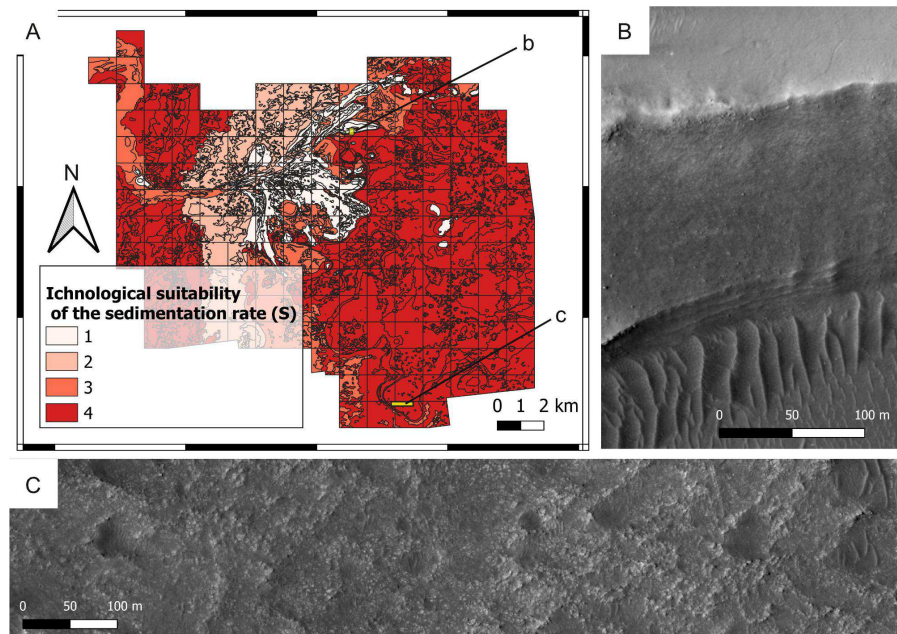 A
b
B
N
Ichnological suitability
of the sedimentation rate (S)
1
2
3
4
c
0 1 2 km
0 50 100 m
C
0 50 100 m